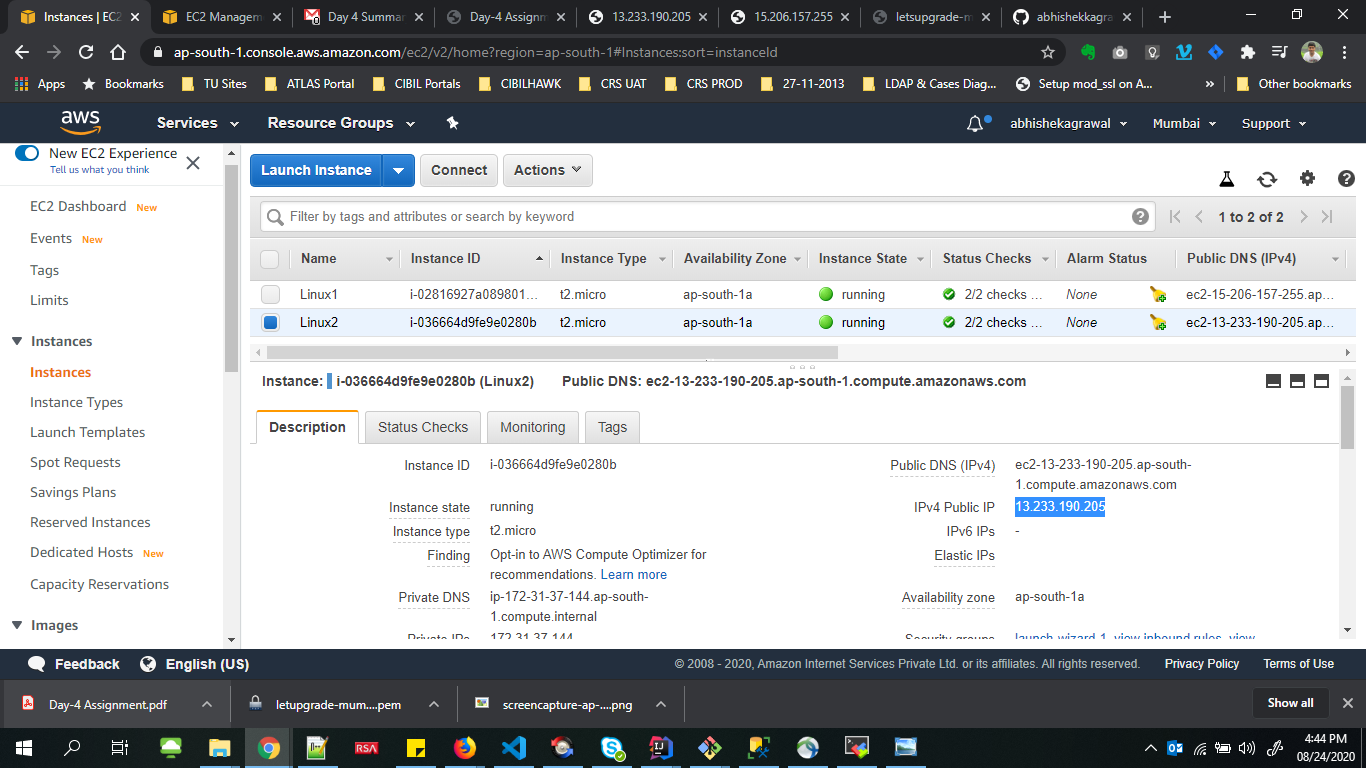 Instances | EC2
EC2 Managem
Day 4 Summar
Day-4 Assignm
13.233.190.205
15.206.157.255
letsupgrade-m
abhishekkagra
ap-south-1.console.aws.amazon.com/ec2/v2/home?region=ap-south-1#Instances:sort=instanceId
Apps
Bookmarks
TU Sites
ATLAS Portal
CIBIL Portals
CIBILHAWK
CRS UAT
CRS PROD
27-11-2013
LDAP & Cases Diag...
Setup mod_ssl on A...
»
Other bookmarks
aws
Services
Resource Groups
abhishekagrawal
Mumbai
Support
New EC2 Experience
Tell us what you think
EC2 Dashboard New
Events New
Tags
Limits
Instances
Instances
Instance Types
Launch Templates
Spot Requests
Savings Plans
Reserved Instances
Dedicated Hosts New
Capacity Reservations
Images
Launch Instance
Connect
Actions
Filter by tags and attributes or search by keyword
1 to 2 of 2
Name Instance ID Instance Type Availability Zone Instance State Status Checks Alarm Status Public DNS (IPv4)
Linux1 i-02816927a089801... t2.micro ap-south-1a running 2/2 checks ... None ec2-15-206-157-255.ap...
Linux2 i-036664d9fe9e0280b t2.micro ap-south-1a running 2/2 checks ... None ec2-13-233-190-205.ap...
Instance: i-036664d9fe9e0280b (Linux2) Public DNS: ec2-13-233-190-205.ap-south-1.compute.amazonaws.com
Description
Status Checks
Monitoring
Tags
Instance ID i-036664d9fe9e0280b
Instance state running
Instance type t2.micro
Finding Opt-in to AWS Compute Optimizer for
recommendations. Learn more
Private DNS ip-172-31-37-144.ap-south-
1.compute.internal
Private IPs 172.31.37.144
Public DNS (IPv4) ec2-13-233-190-205.ap-south-
1.compute.amazonaws.com
IPv4 Public IP 13.233.190.205
IPv6 IPs -
Elastic IPs
Availability zone ap-south-1a
Security groups launch-wizard-1. view inbound rules. view
Feedback
English (US)
© 2008 - 2020, Amazon Internet Services Private Ltd. or its affiliates. All rights reserved.
Privacy Policy
Terms of Use
Day-4 Assignment.pdf
letupgrade-mum....pem
screencapture-ap-....png
Show all
RSA
4:44 PM
08/24/2020